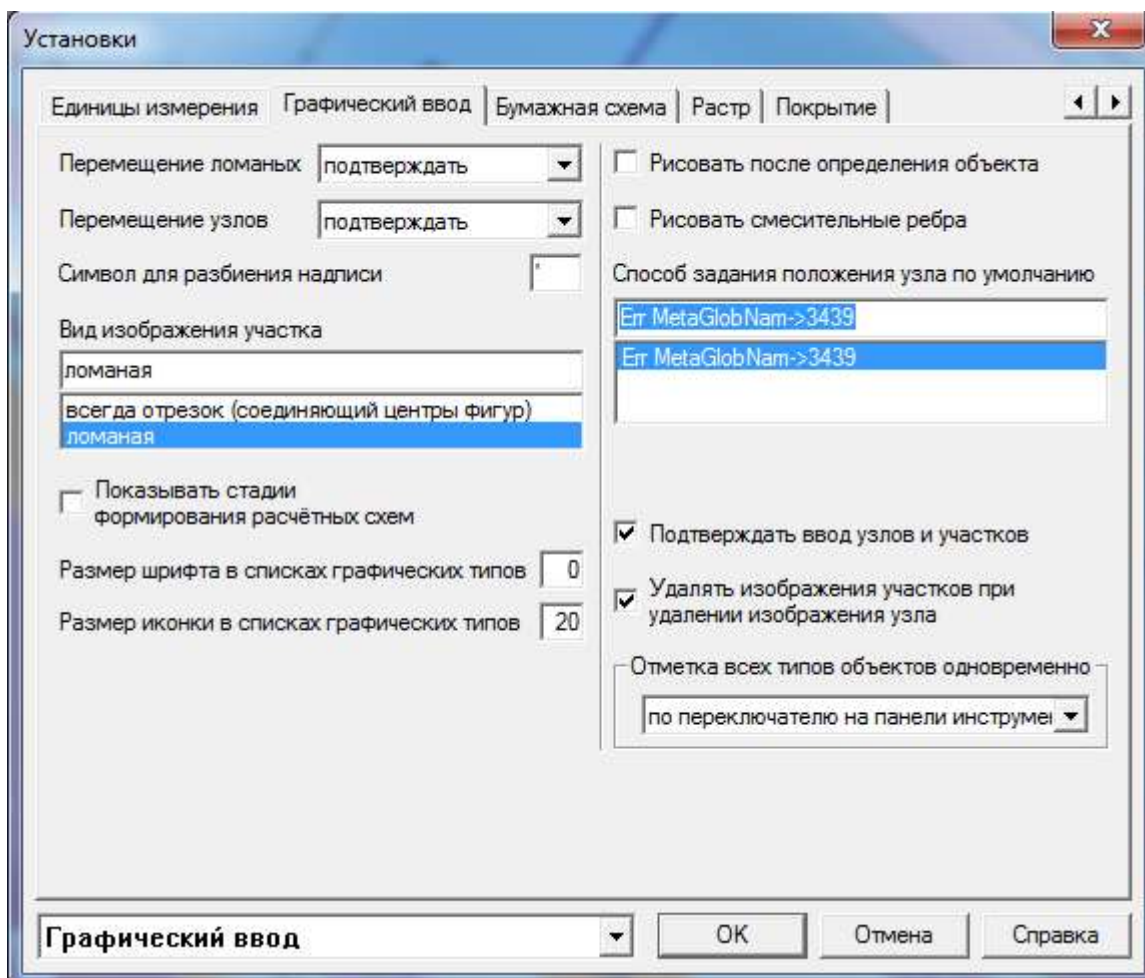 Установки
Единицы измерения
Графический ввод
Бумажная схема
Растр
Покрытие
Перемещение ломаных
подтверждать
Перемещение узлов
подтверждать
Символ для разбиения надписи
Вид изображения участка
ломаная
всегда отрезок (соединяющий центры фигур)
ломаная
Показывать стадии
формирования расчётных схем
Размер шрифта в списках графических типов
0
Размер иконки в списках графических типов
20
Рисовать после определения объекта
Рисовать смесительные ребра
Способ задания положения узла по умолчанию
Err MetaGlobNam->3439
Err MetaGlobNam->3439
Подтверждать ввод узлов и участков
Удалять изображения участков при
удалении изображения узла
Отметка всех типов объектов одновременно
по переключателю на панели инструме
Графический ввод
OK
Отмена
Справка